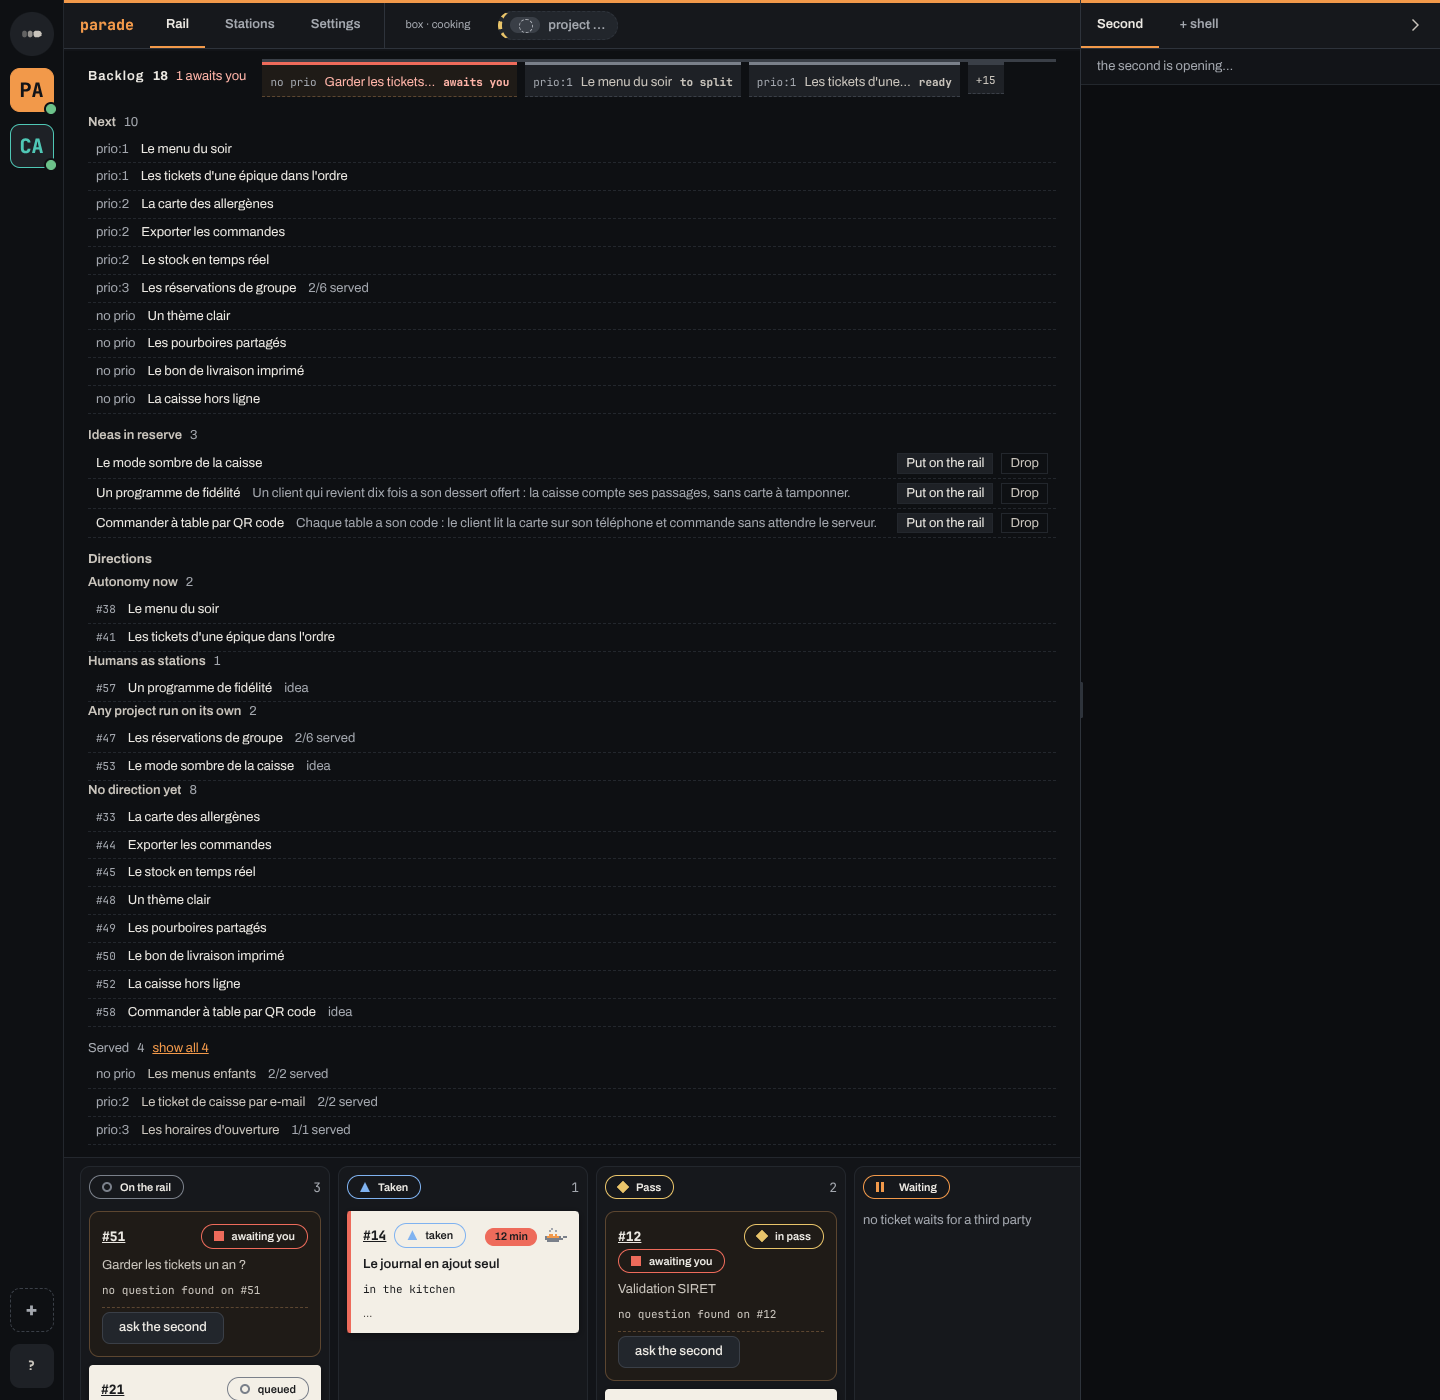 parade Rail Stations Settings box · cooking project ... Second + shell
PA
CA
the second is opening...
Backlog 18 1 awaits you no prio Garder les tickets... awaits you prio:1 Le menu du soir to split prio:1 Les tickets d'une... ready +15
Next 10
prio:1 Le menu du soir
prio:1 Les tickets d'une épique dans l'ordre
prio:2 La carte des allergènes
prio:2 Exporter les commandes
prio:2 Le stock en temps réel
prio:3 Les réservations de groupe 2/6 served
no prio Un thème clair
no prio Les pourboires partagés
no prio Le bon de livraison imprimé
no prio La caisse hors ligne
Ideas in reserve 3
Le mode sombre de la caisse Put on the rail Drop
Un programme de fidélité Un client qui revient dix fois a son dessert offert : la caisse compte ses passages, sans carte à tamponner. Put on the rail Drop
Commander à table par QR code Chaque table a son code : le client lit la carte sur son téléphone et commande sans attendre le serveur. Put on the rail Drop
Directions
Autonomy now 2
#38 Le menu du soir
#41 Les tickets d'une épique dans l'ordre
Humans as stations 1
#57 Un programme de fidélité idea
Any project run on its own 2
#47 Les réservations de groupe 2/6 served
#53 Le mode sombre de la caisse idea
No direction yet 8
#33 La carte des allergènes
#44 Exporter les commandes
#45 Le stock en temps réel
#48 Un thème clair
#49 Les pourboires partagés
#50 Le bon de livraison imprimé
#52 La caisse hors ligne
#58 Commander à table par QR code idea
Served 4 show all 4
no prio Les menus enfants 2/2 served
prio:2 Le ticket de caisse par e-mail 2/2 served
prio:3 Les horaires d'ouverture 1/1 served
On the rail 3
#51 awaiting you
Garder les tickets un an ?
no question found on #51
ask the second
#21 queued
Taken 1
#14 taken 12 min
Le journal en ajout seul
in the kitchen
...
Pass 2
#12 in pass
awaiting you
Validation SIRET
no question found on #12
ask the second
Waiting
no ticket waits for a third party
+
?